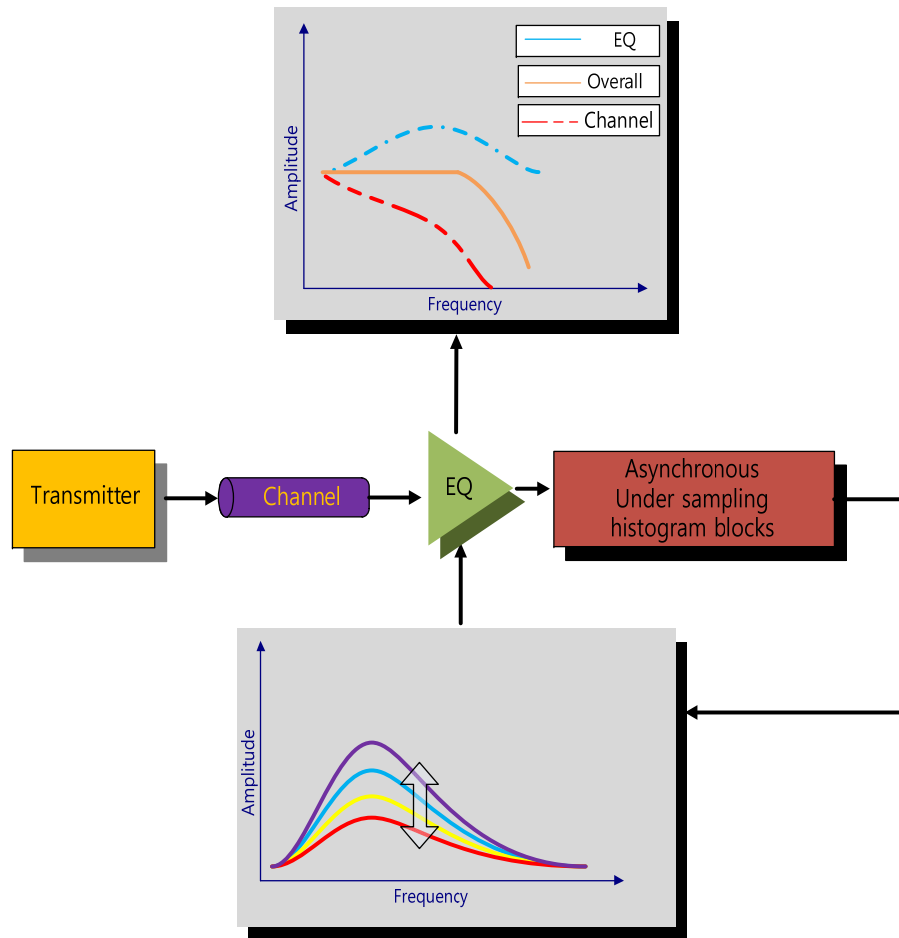 EQ
Overall
Channel
Amplitude
Frequency
Transmitter
Channel
EQ
Asynchronous
Under sampling
histogram blocks
Amplitude
Frequency